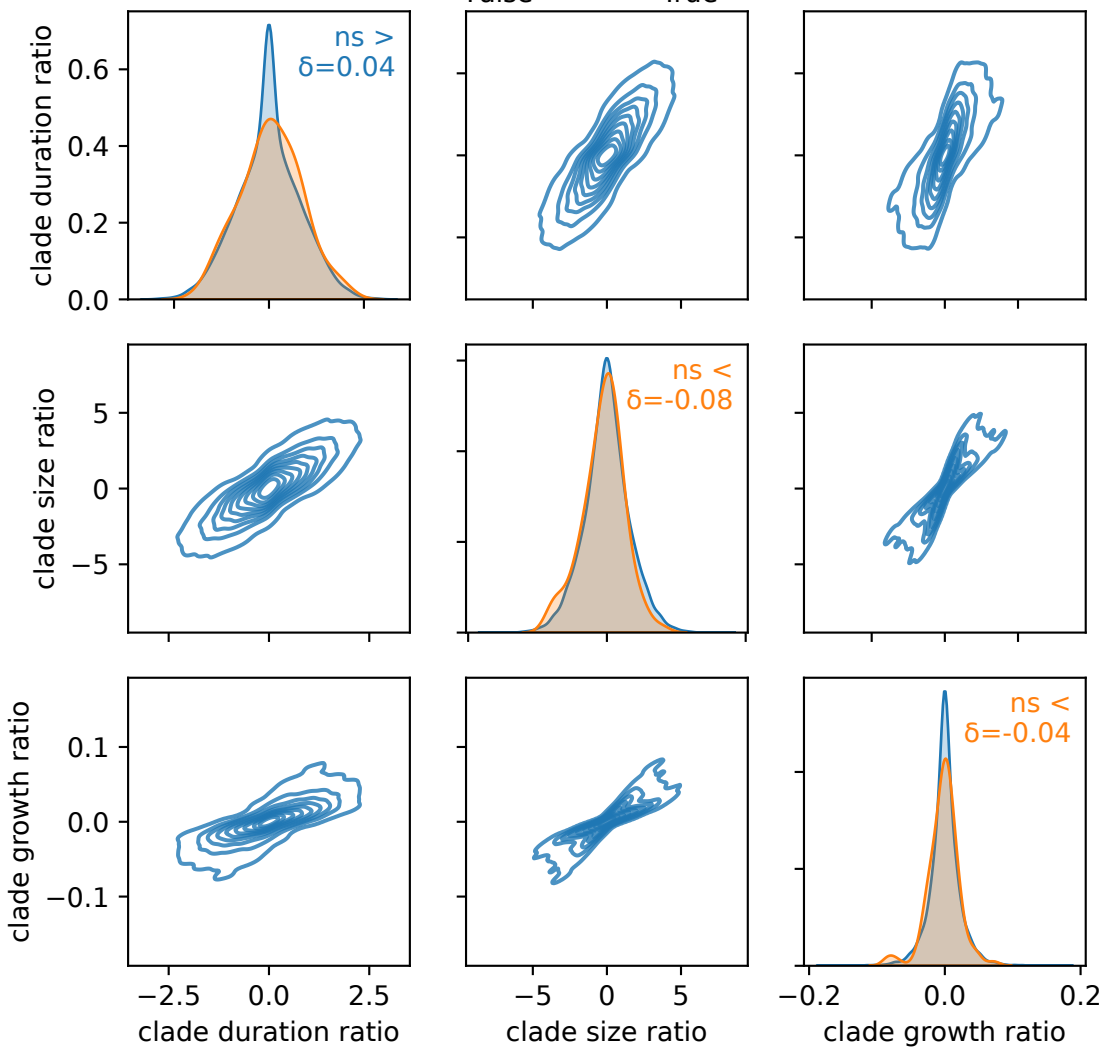 ns >
δ=0.04
clade duration ratio
0.6
0.4
0.2
0.0
ns <
δ=-0.08
clade size ratio
5
0
−5
ns <
δ=-0.04
clade growth ratio
0.1
0.0
−0.1
−2.5 0.0 2.5
−5 0 5
−0.2 0.0 0.2
clade duration ratio
clade size ratio
clade growth ratio